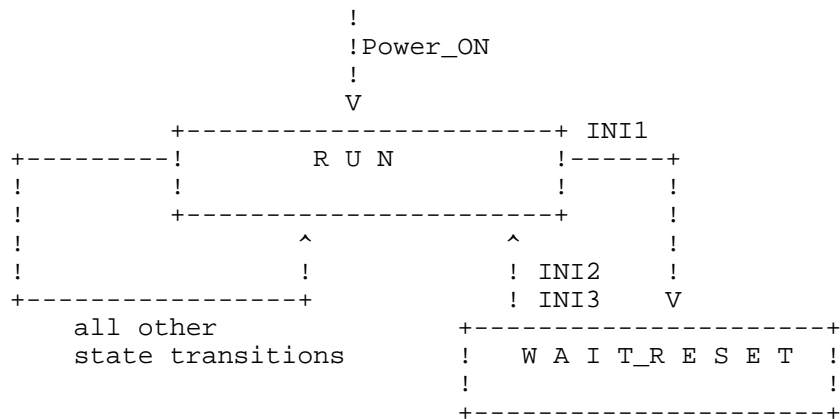 Power_ON
INI1
R U N
INI2
INI3
all other
state transitions
W A I T_R E S E T